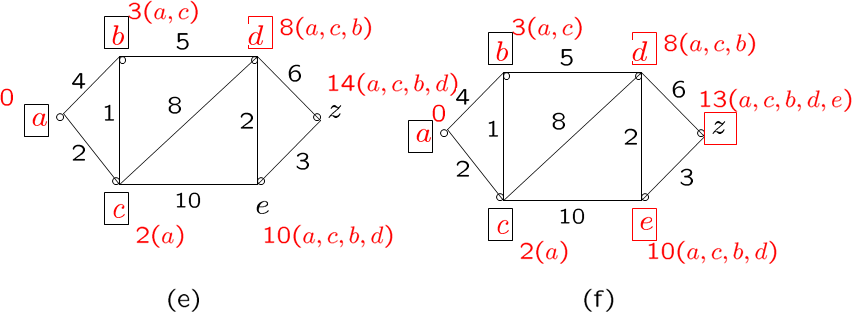 3(a, c)
b
5
d
8(a, c, b)
4
6
14(a, c, b, d)
0
a
1
8
2
z
2
3
c
10
e
2(a)
10(a, c, b, d)
(e)
3(a, c)
b
5
d
8(a, c, b)
4
6
13(a, c, b, d, e)
0
a
1
8
2
z
2
3
c
10
e
2(a)
10(a, c, b, d)
(f)